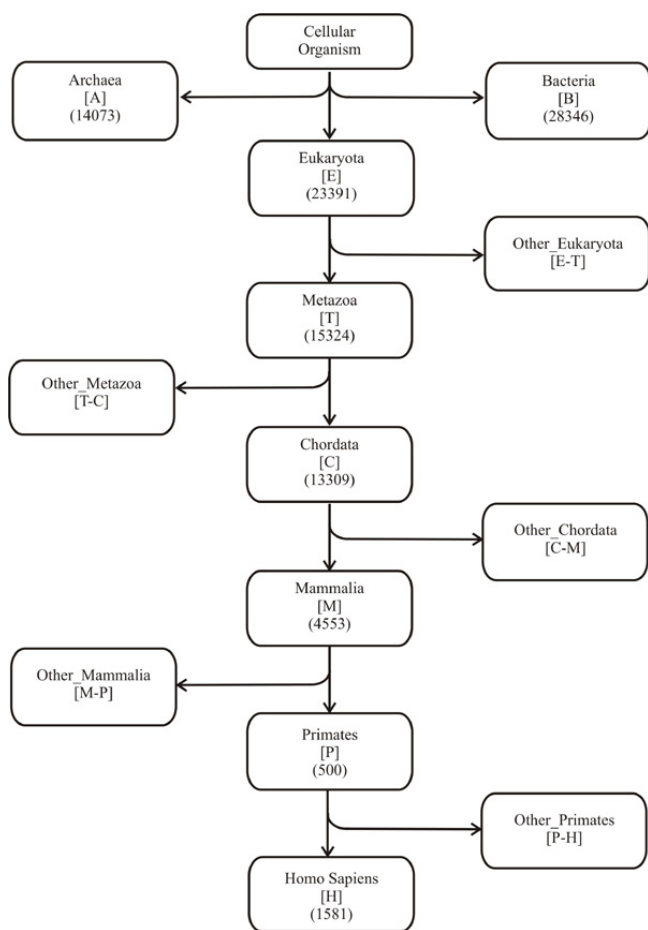 Cellular
Organism
Archaea
[A]
(14073)
Bacteria
[B]
(28346)
Eukaryota
[E]
(23391)
Other_Eukaryota
[E-T]
Metazoa
[T]
(15324)
Other_Metazoa
[T-C]
Chordata
[C]
(13309)
Other_Chordata
[C-M]
Mammalia
[M]
(4553)
Other_Mammalia
[M-P]
Primates
[P]
(500)
Other_Primates
[P-H]
Homo Sapiens
[H]
(1581)